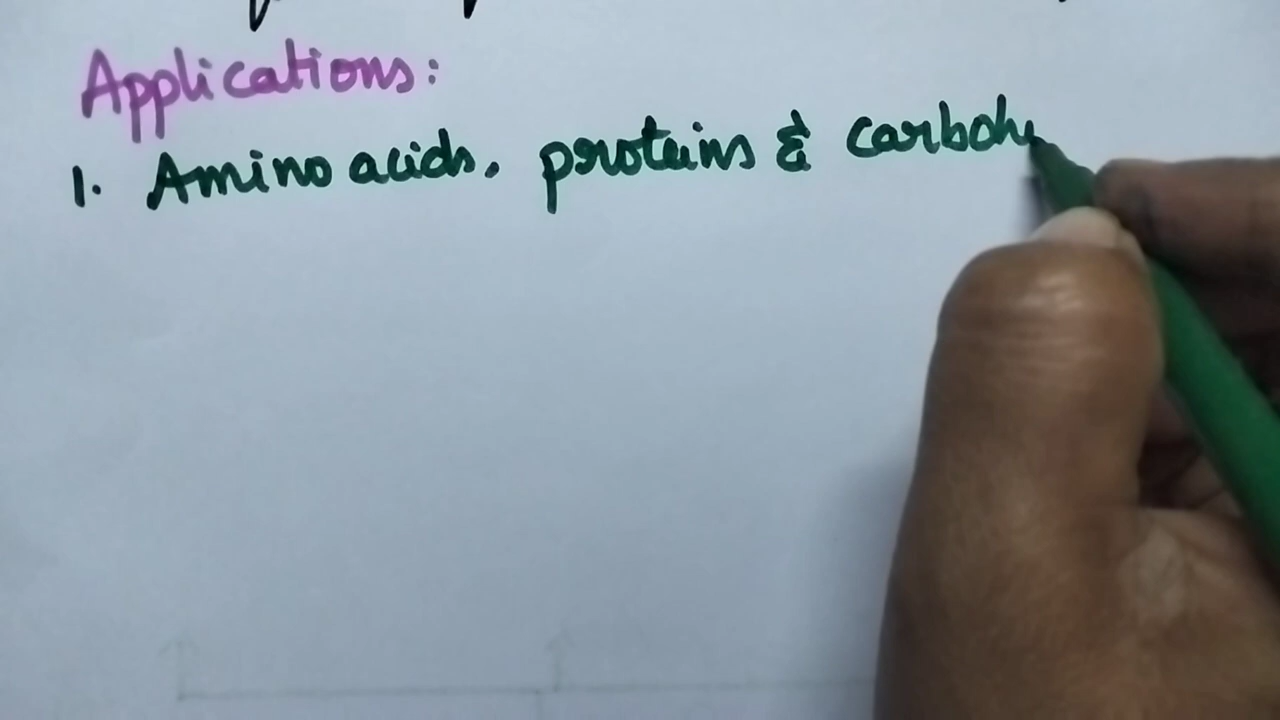 Applications:
1. Amino acids, proteins & carboh